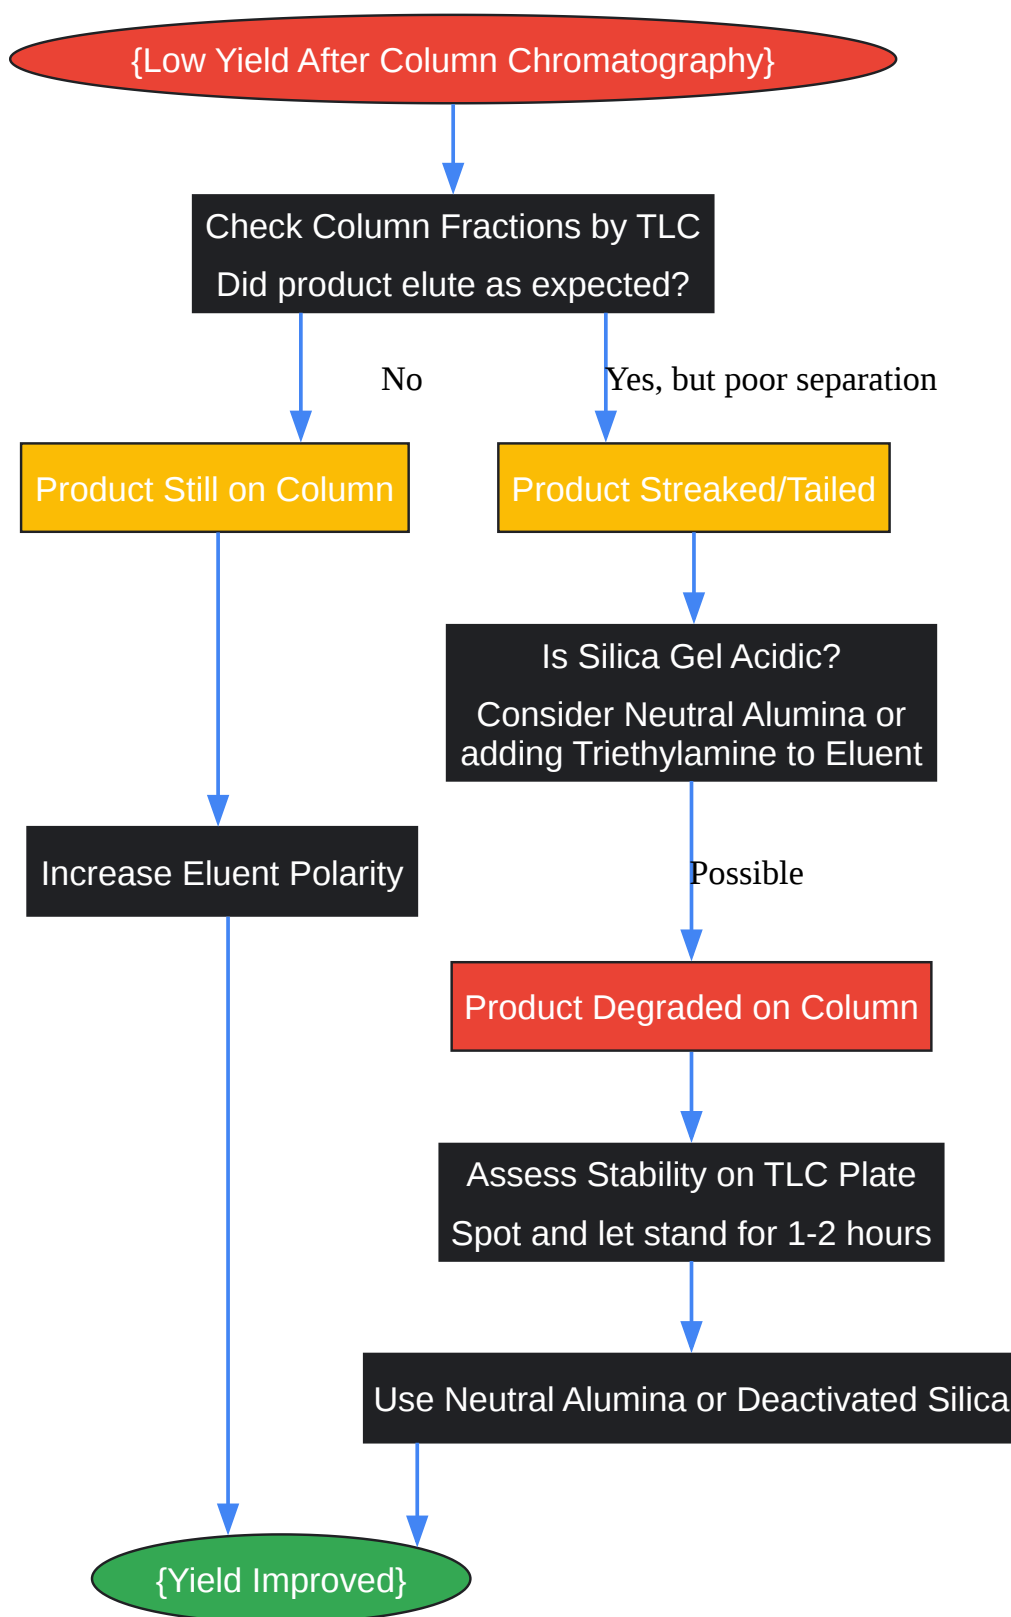 {Low Yield After Column Chromatography}
Check Column Fractions by TLC
Did product elute as expected?
No
Yes, but poor separation
Product Still on Column
Product Streaked/Tailed
Is Silica Gel Acidic?
Consider Neutral Alumina or
adding Triethylamine to Eluent
Increase Eluent Polarity
Possible
Product Degraded on Column
Assess Stability on TLC Plate
Spot and let stand for 1-2 hours
Use Neutral Alumina or Deactivated Silica
{Yield Improved}